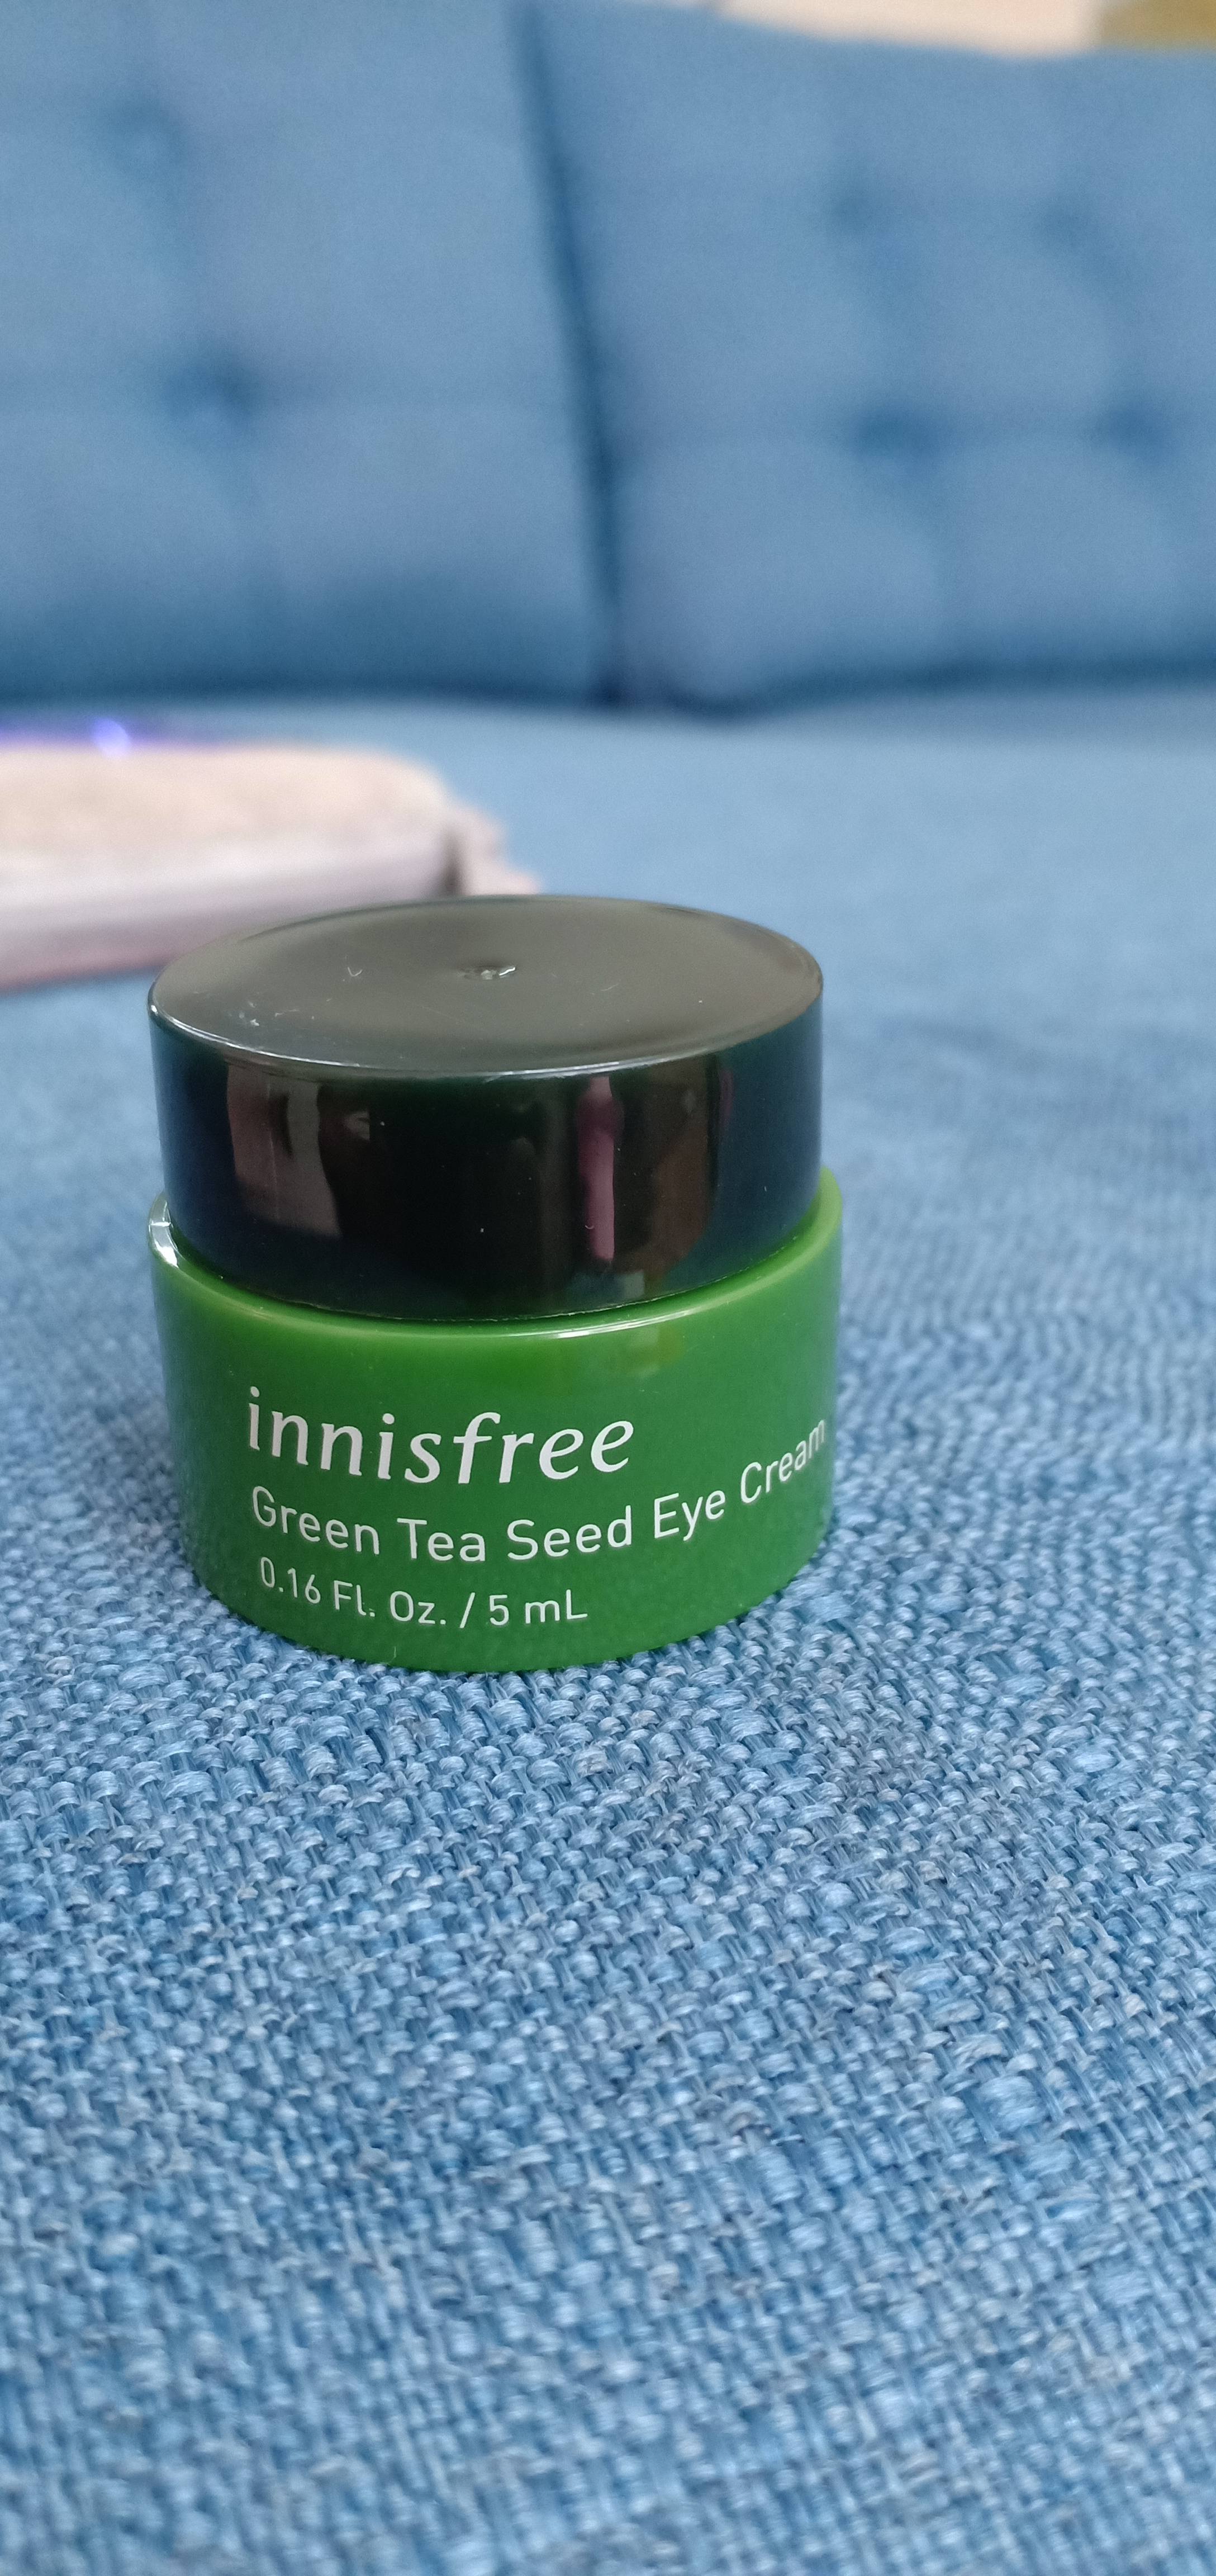 innisfree
Green Tea Seed Eye Cream
0.16 Fl. Oz. / 5 mL